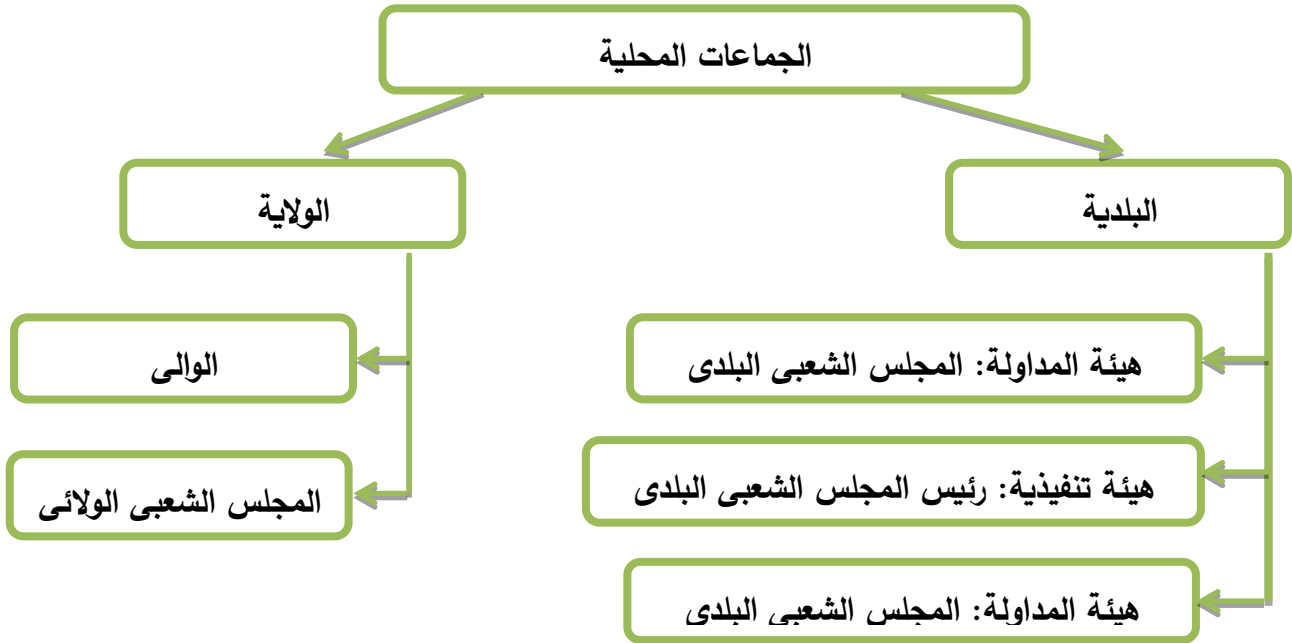 الجماعات المحلية
البلدية
الولاية
هيئة المداولة: المجلس الشعبى البلدى
هيئة تنفيذية: رئيس المجلس الشعبى البلدى
هيئة المداولة: المجلس الشعبى البلدى
الوالى
المجلس الشعبى الولائى